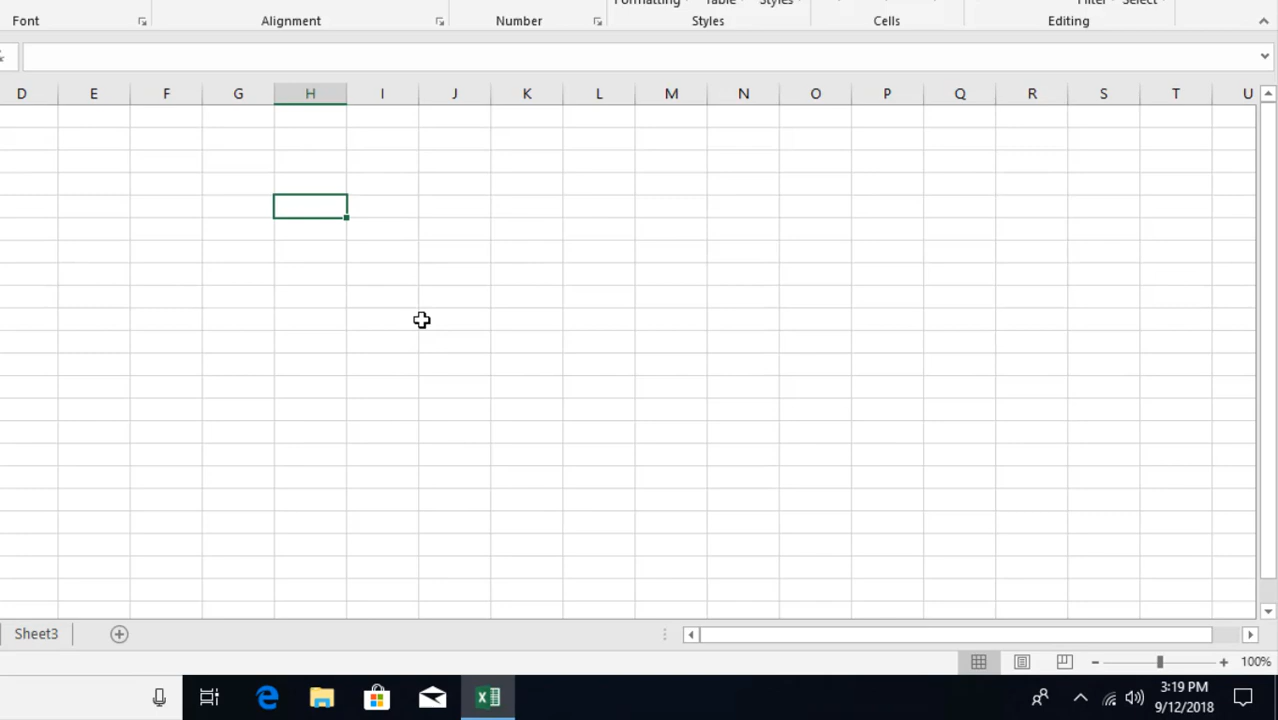 Formatting Table Styles Filter Select
Font Alignment Number Styles Cells Editing
D E F G H I J K L M N O P Q R S T U
Sheet3
100%
3:19 PM
9/12/2018